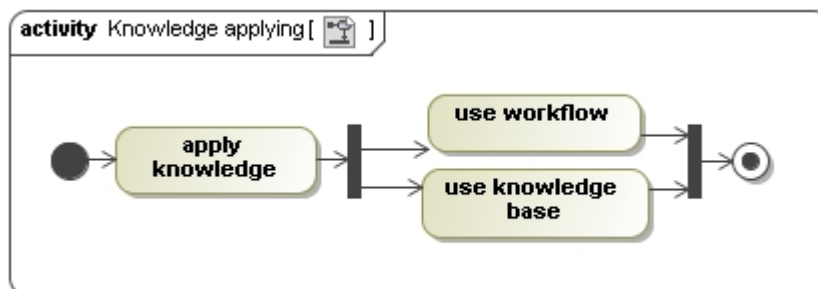 activity Knowledge applying[ ]
apply
knowledge
use workflow
use knowledge
base